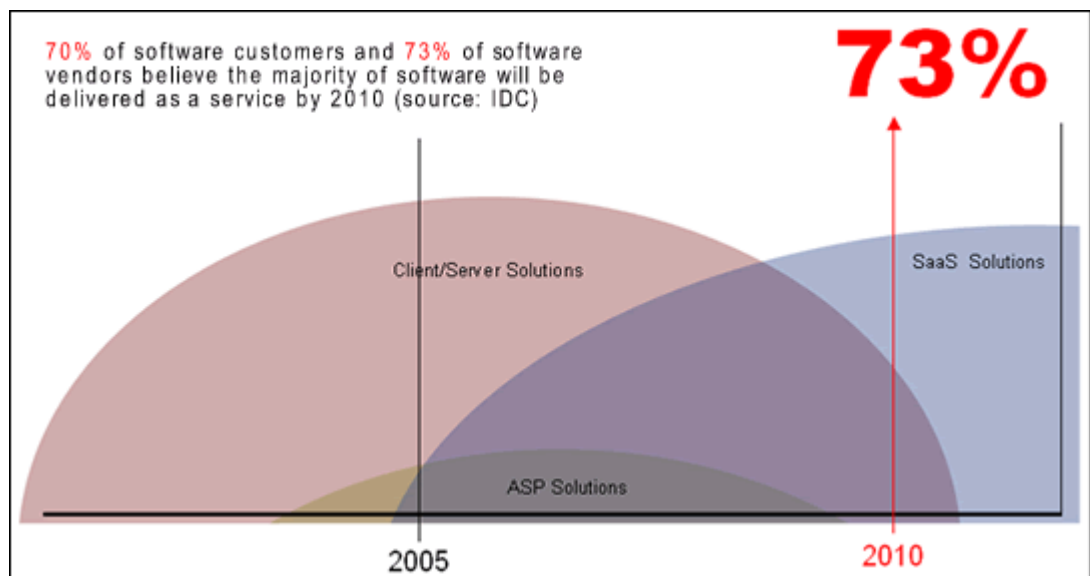 70% of software customers and 73% of software
vendors believe the majority of software will be
delivered as a service by 2010 (source: IDC)
73%
Client/Server Solutions
SaaS Solutions
ASP Solutions
2005
2010